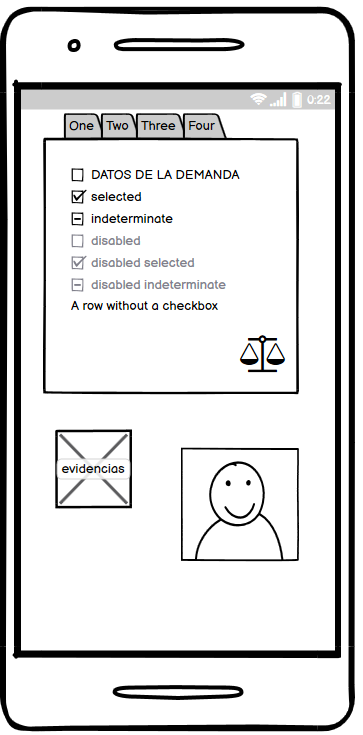 0:22
One Two Three Four
DATOS DE LA DEMANDA
selected
indeterminate
disabled
disabled selected
disabled indeterminate
A row without a checkbox
evidencias